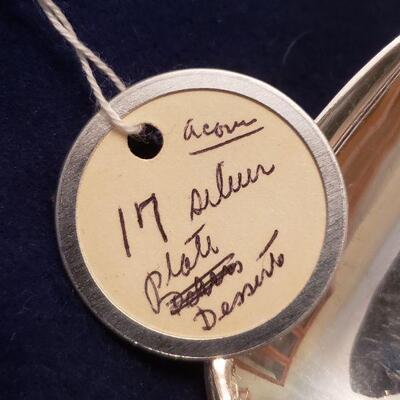 acorn
17 silver
plate
Desserts